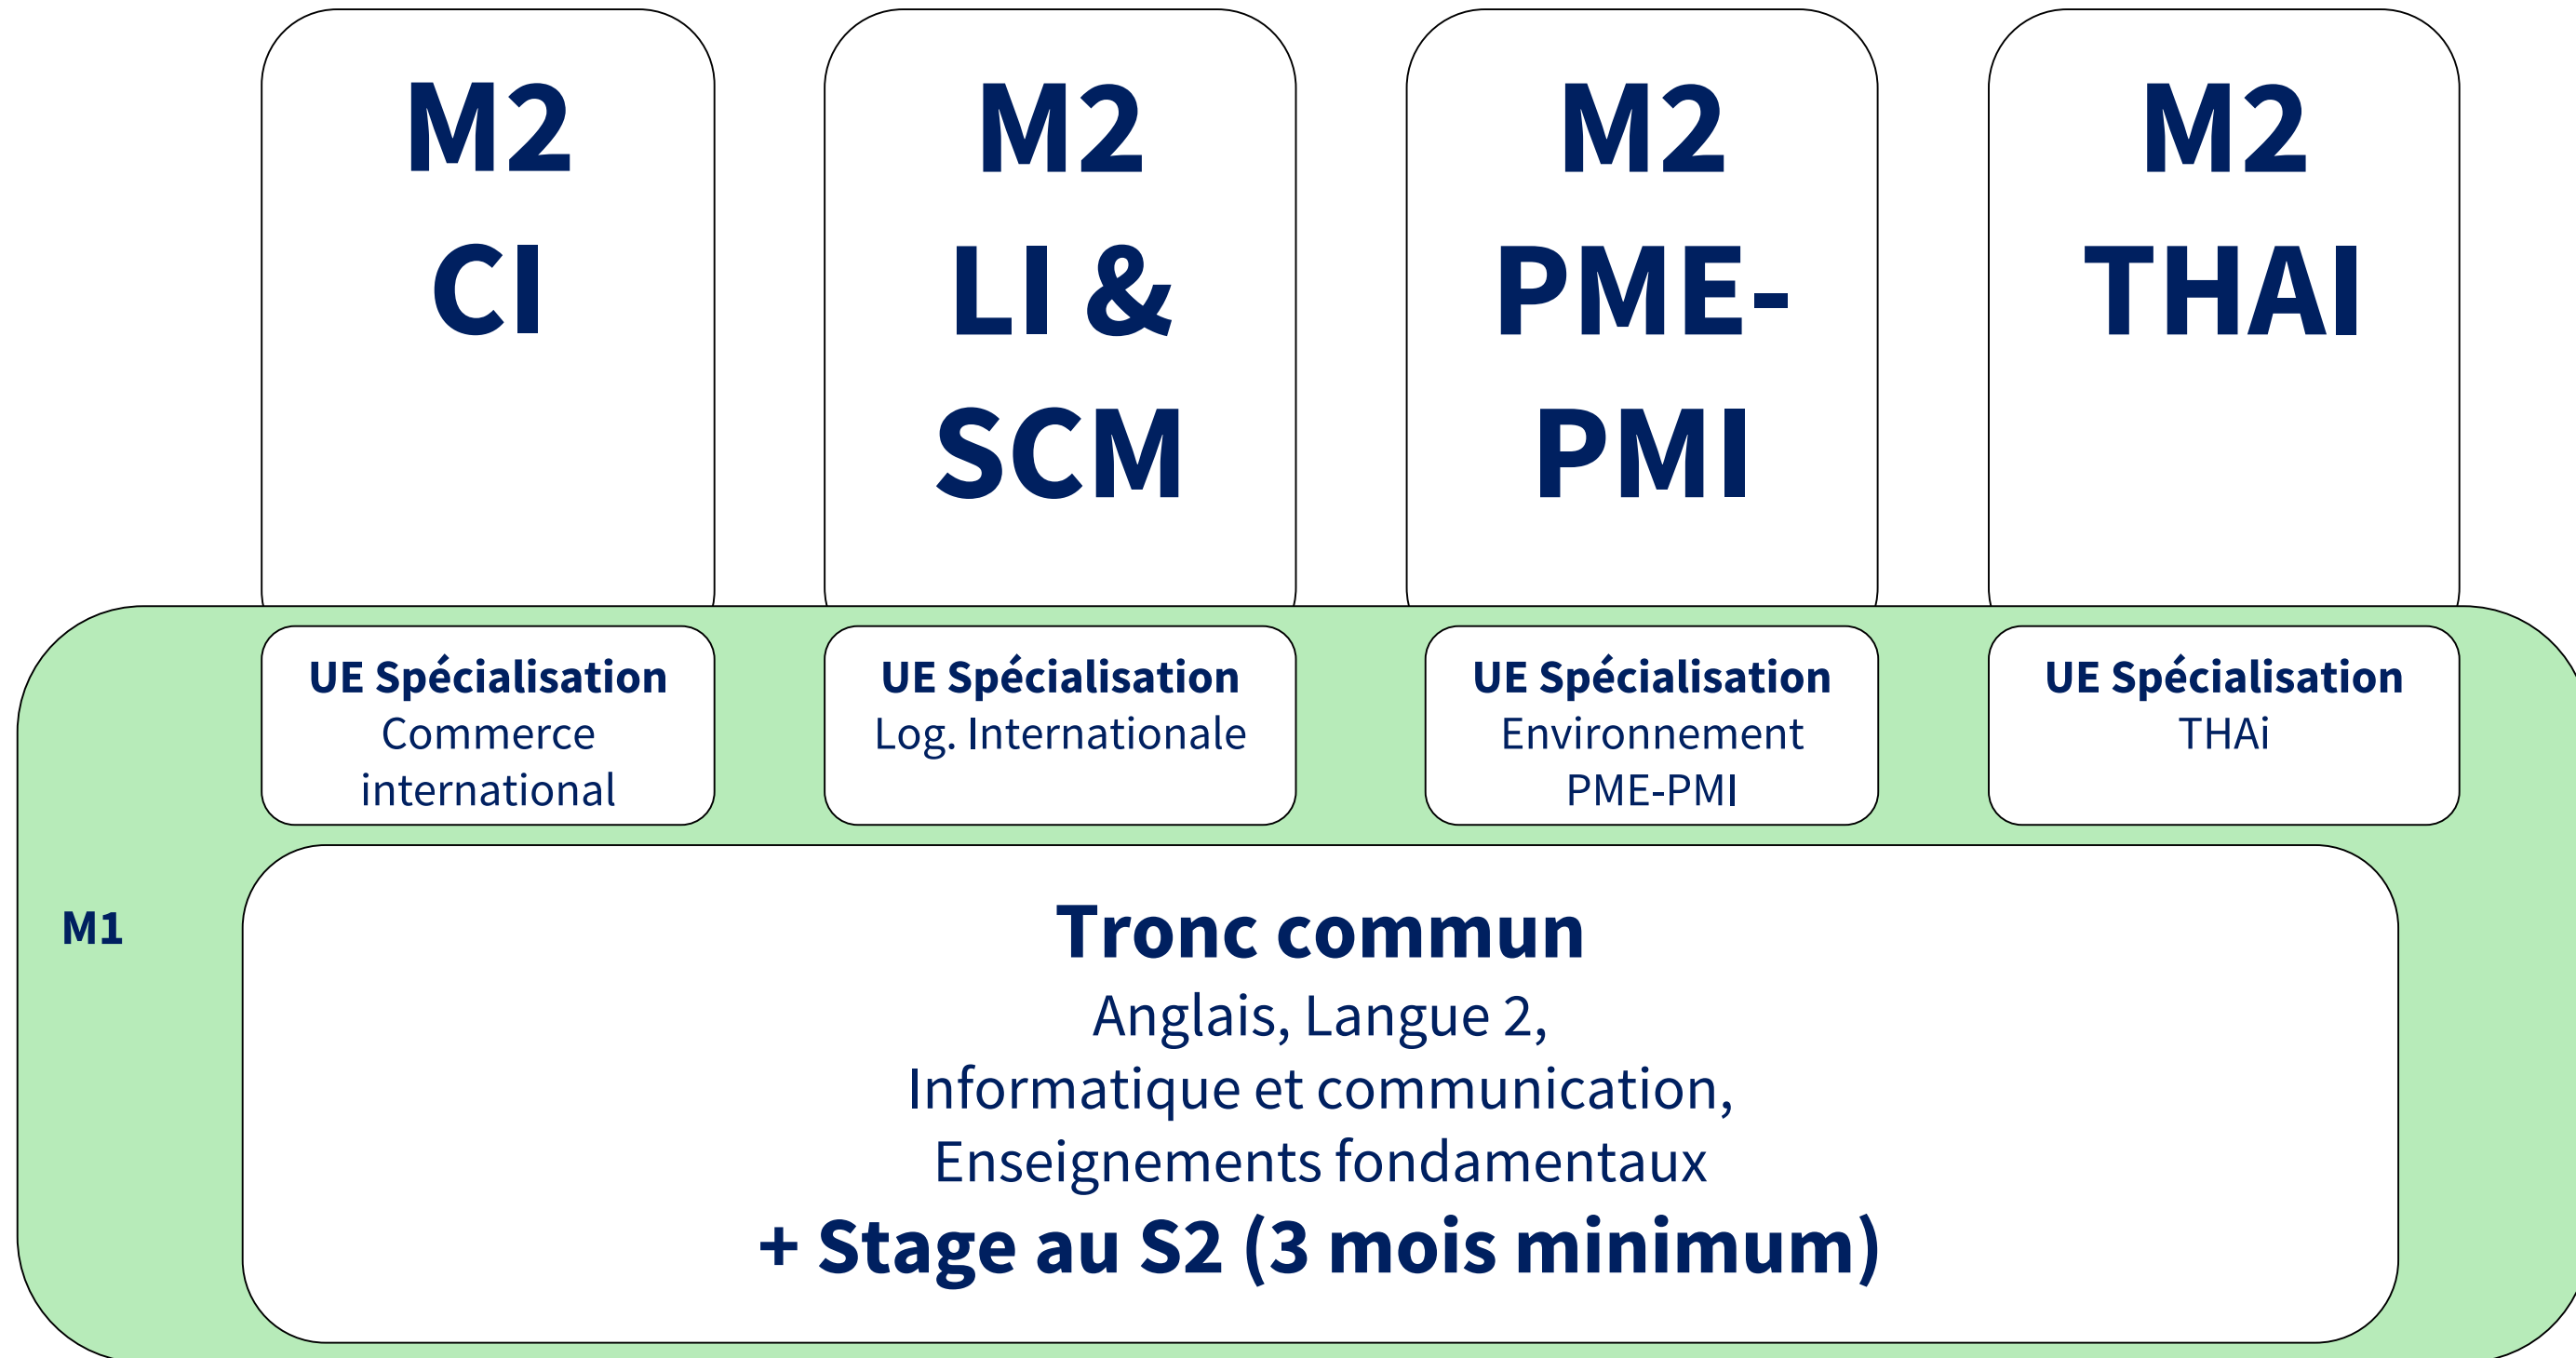 M2
CI
M2
LI &
SCM
M2
PME-
PMI
M2
THAI
UE Spécialisation
Commerce
international
UE Spécialisation
Log. Internationale
UE Spécialisation
Environnement
PME-PMI
UE Spécialisation
THAi
M1
Tronc commun
Anglais, Langue 2,
Informatique et communication,
Enseignements fondamentaux
+ Stage au S2 (3 mois minimum)